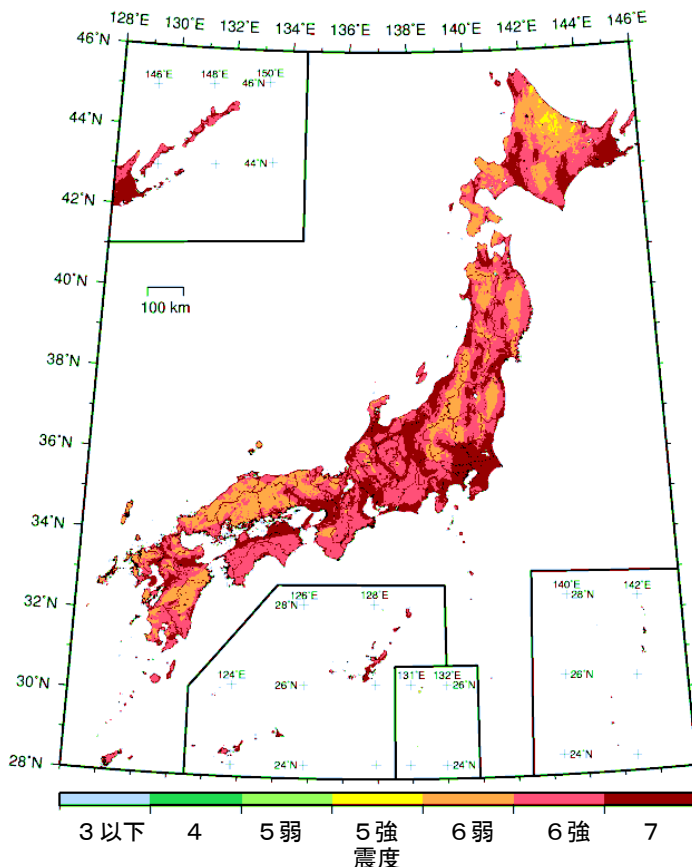 128˚E 130˚E 132˚E 134˚E 136˚E 138˚E 140˚E 142˚E 144˚E 146˚E
46˚N
146˚E 148˚E 150˚E
46˚N
44˚N
44˚N
42˚N
40˚N
100 km
38˚N
36˚N
34˚N
32˚N
126˚E 128˚E
28˚N
140˚E 142˚E
28˚N
30˚N
124˚E
26˚N
131˚E 132˚E
26˚N
26˚N
28˚N
24˚N
24˚N
24˚N
3以下 4 5弱 5強 6弱 6強 7
震度